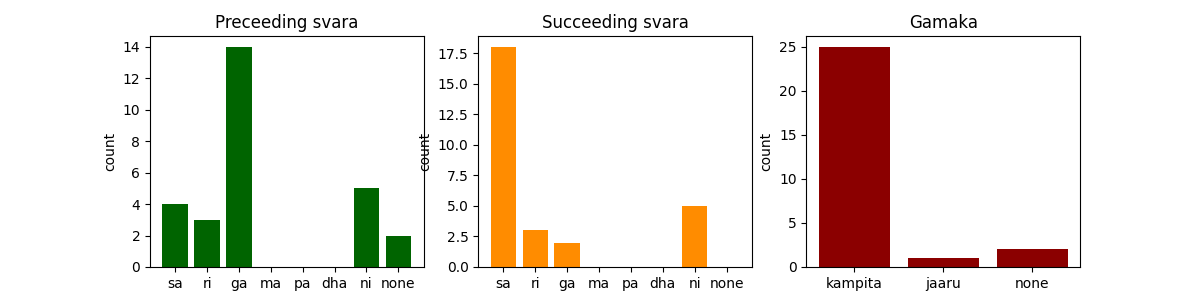 Preceeding svara
count
14
12
10
8
6
4
2
0
sa ri ga ma pa dha ni none
Succeeding svara
count
17.5
15.0
12.5
10.0
7.5
5.0
2.5
0.0
sa ri ga ma pa dha ni none
Gamaka
count
25
20
15
10
5
0
kampita jaaru none